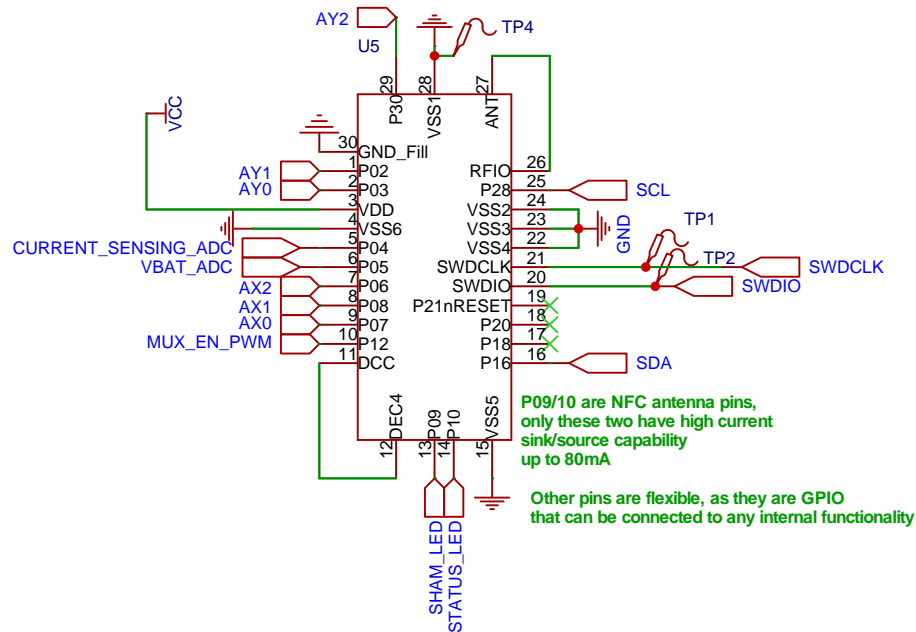 AY2
U5
TP4
29
28
27
P30
VSS1
ANT
VCC
30
GND_Fill
AY1
1
P02
AY0
2
P03
3
VDD
4
VSS6
CURRENT_SENSING_ADC
5
P04
VBAT_ADC
6
P05
AX2
7
P06
AX1
8
P08
AX0
9
P07
MUX_EN_PWM
10
P12
11
DCC
RFIO
26
P28
25
SCL
VSS2
24
VSS3
23
GND
VSS4
22
TP1
SWDCLK
21
SWDCLK
TP2
SWDIO
20
SWDIO
P21nRESET
19
P20
18
P18
17
P16
16
SDA
DEC4
P09
P10
VSS5
12
13
14
15
SHAM_LED
STATUS_LED
P09/10 are NFC antenna pins,
only these two have high current
sink/source capability
up to 80mA
Other pins are flexible, as they are GPIO
that can be connected to any internal functionality